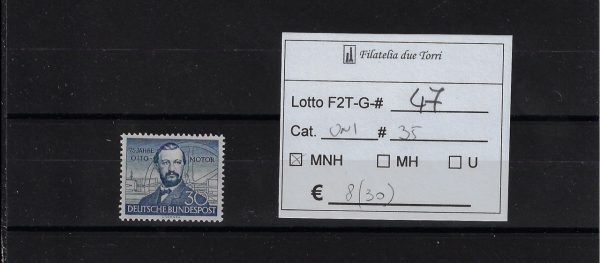 75 JAHRE
OTTO- MOTOR
30
DEUTSCHE BUNDESPOST
Filatelia due Torri
Lotto F2T-G-# 47
Cat. UNI # 35
☒ MNH ☐ MH ☐ U
€ 8 (30)